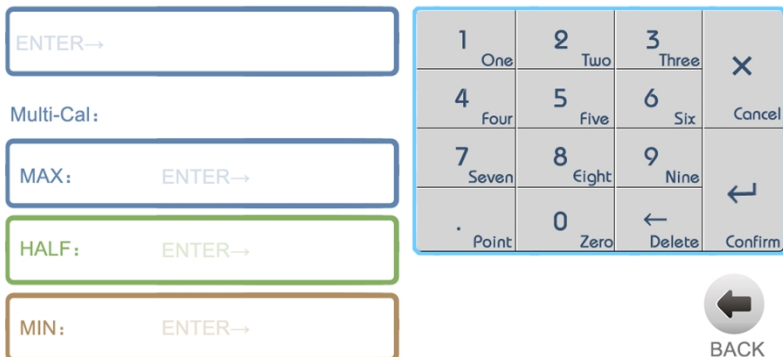 ENTER→
Multi-Cal：
MAX： ENTER→
HALF： ENTER→
MIN： ENTER→
1 One
2 Two
3 Three
× Cancel
4 Four
5 Five
6 Six
7 Seven
8 Eight
9 Nine
↵ Confirm
. Point
0 Zero
← Delete
BACK